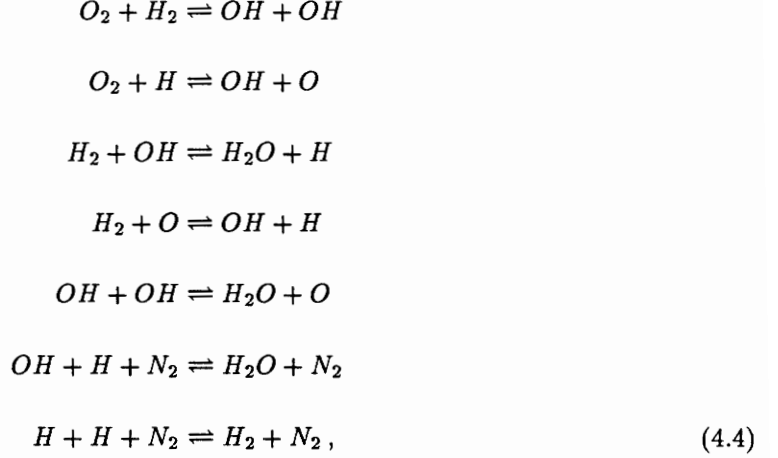 O₂ + H₂ ⇌ OH + OH
O₂ + H ⇌ OH + O
H₂ + OH ⇌ H₂O + H
H₂ + O ⇌ OH + H
OH + OH ⇌ H₂O + O
OH + H + N₂ ⇌ H₂O + N₂
H + H + N₂ ⇌ H₂ + N₂ , (4.4)